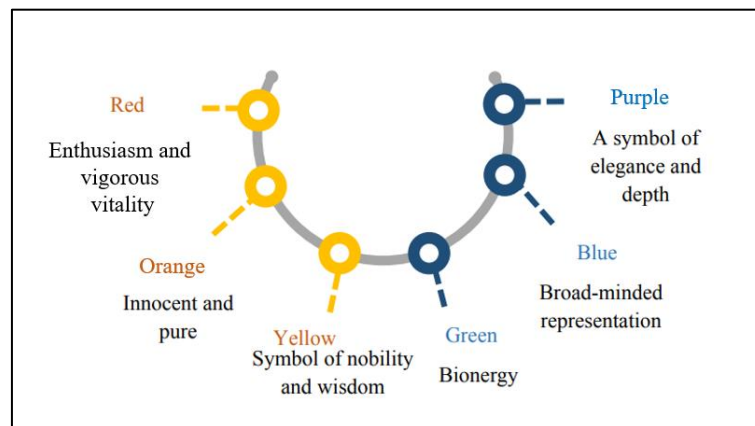 Red
Enthusiasm and
vigorous
vitality
Orange
Innocent and
pure
Yellow
Symbol of nobility
and wisdom
Green
Bionergy
Blue
Broad-minded
representation
Purple
A symbol of
elegance and
depth